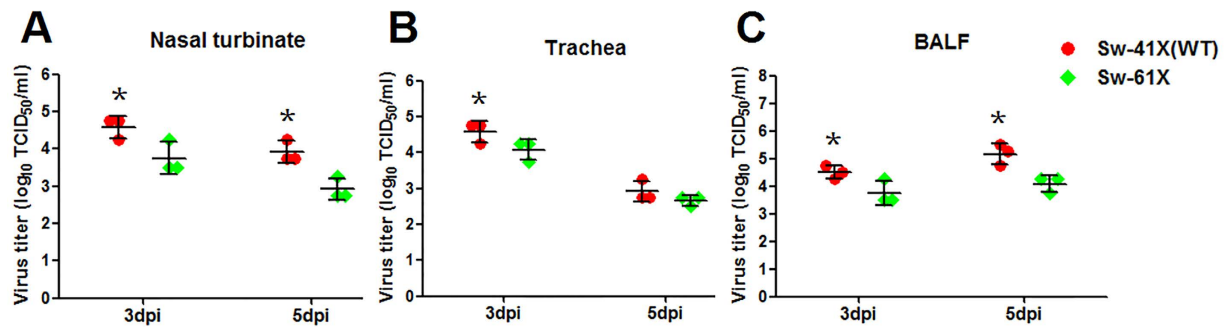 A
Nasal turbinate
Virus titer (log₁₀ TCID₅₀/ml)
6
5
4
3
2
1
0
*
*
3dpi
5dpi
B
Trachea
Virus titer (log₁₀ TCID₅₀/ml)
6
5
4
3
2
1
0
*
3dpi
5dpi
C
BALF
Virus titer (log₁₀ TCID₅₀/ml)
8
7
6
5
4
3
2
1
0
*
*
3dpi
5dpi
Sw-41X(WT)
Sw-61X